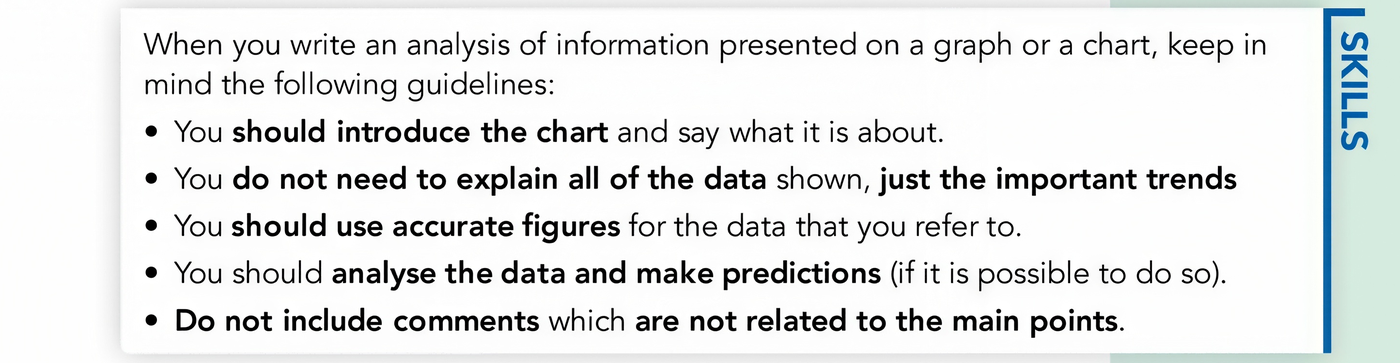 When you write an analysis of information presented on a graph or a chart, keep in
mind the following guidelines:
• You should introduce the chart and say what it is about.
• You do not need to explain all of the data shown, just the important trends
• You should use accurate figures for the data that you refer to.
• You should analyse the data and make predictions (if it is possible to do so).
• Do not include comments which are not related to the main points.
SKILLS